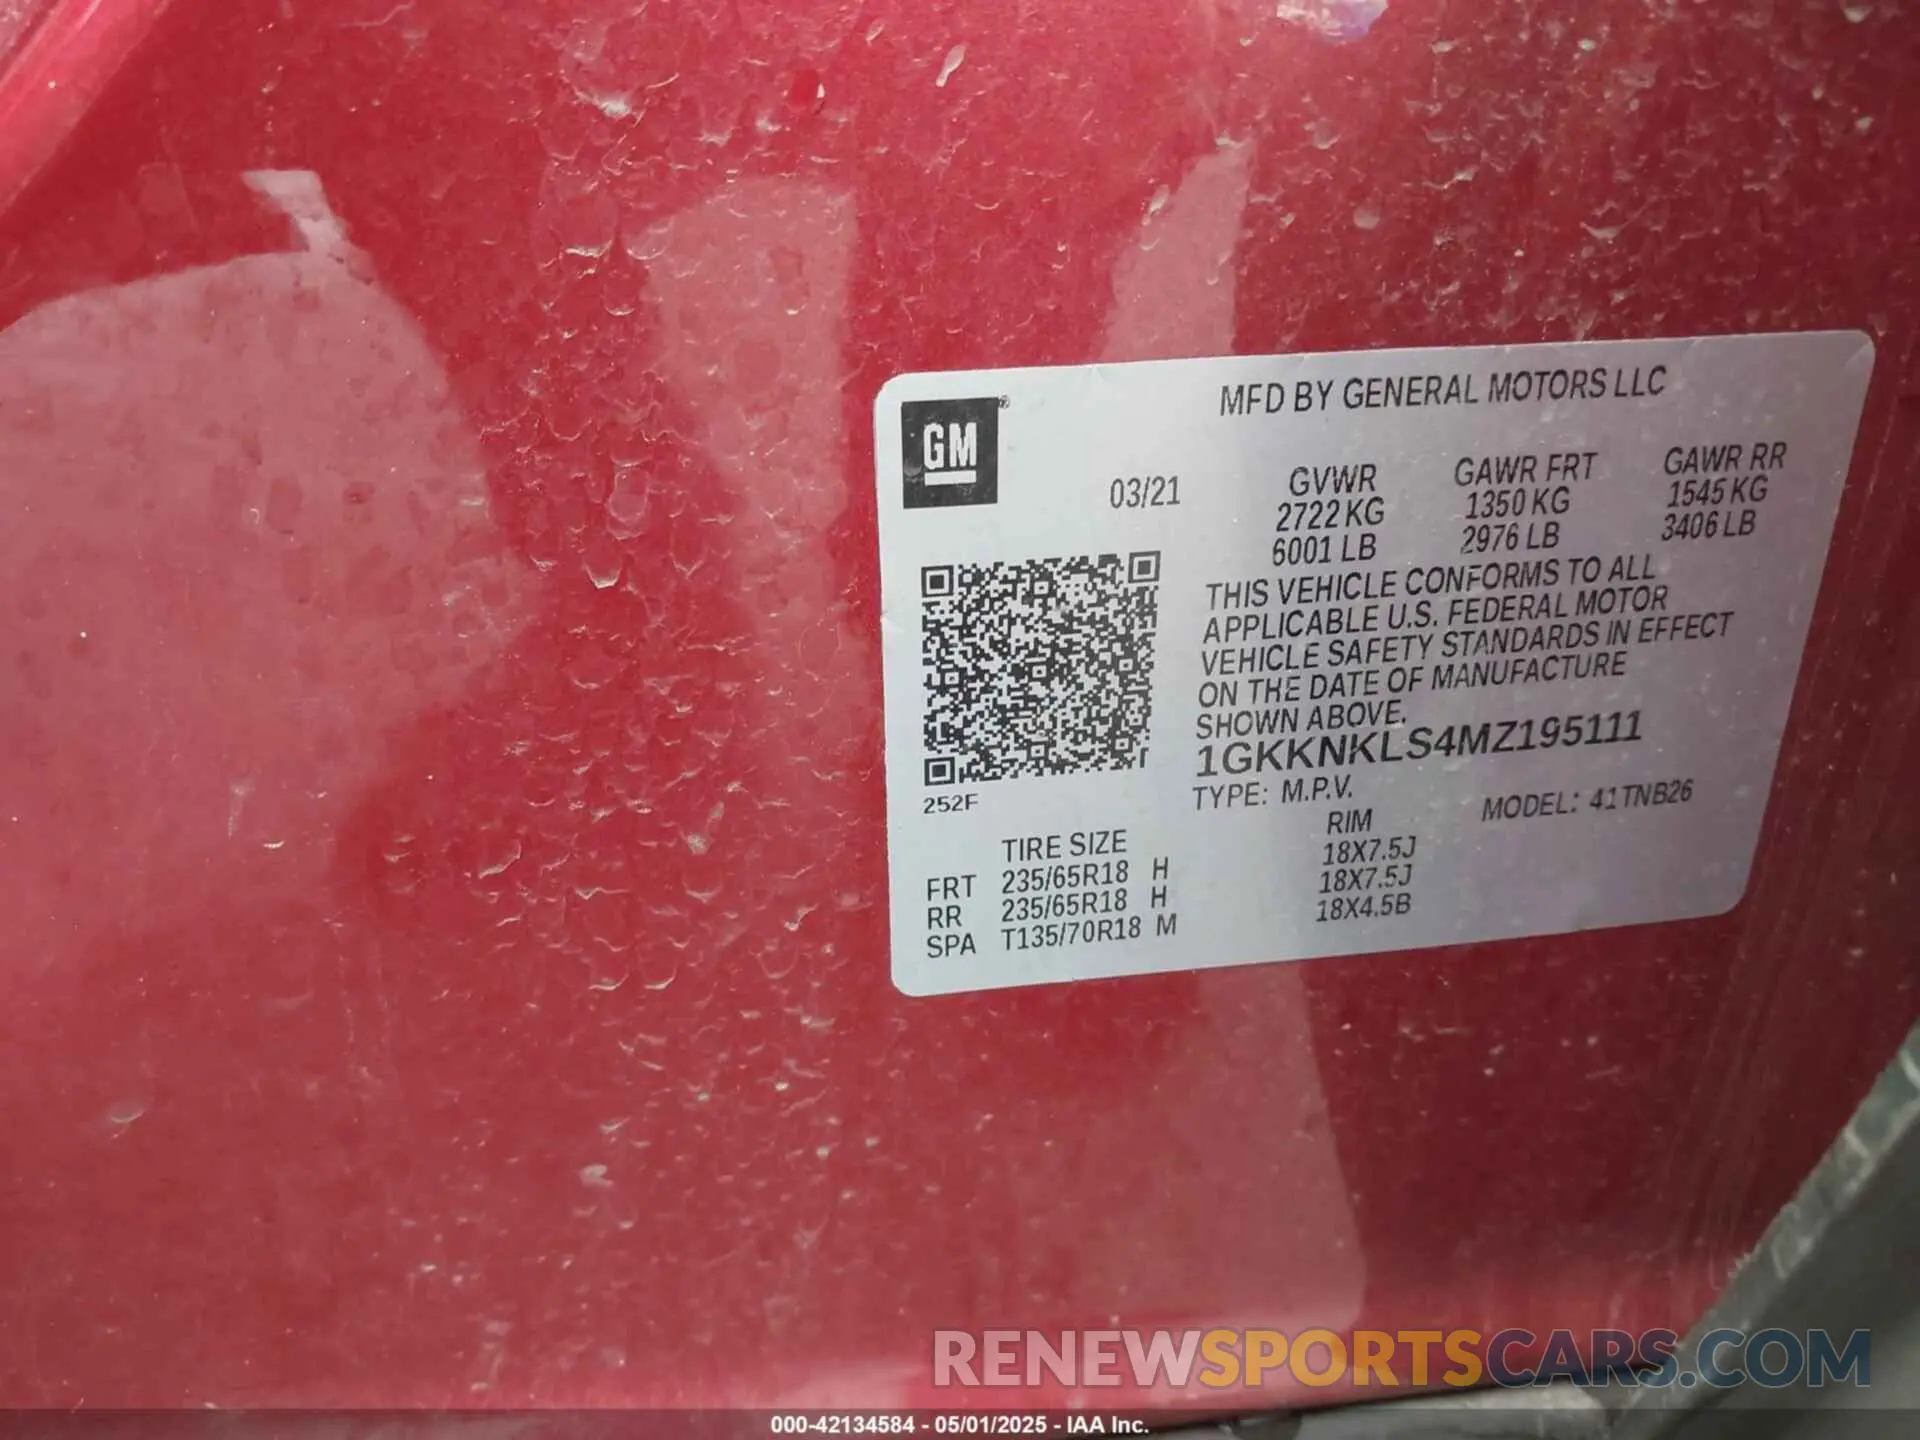 MFD BY GENERAL MOTORS LLC
GM ®
03/21
GVWR GAWR FRT GAWR RR
2722 KG 1350 KG 1545 KG
6001 LB 2976 LB 3406 LB
THIS VEHICLE CONFORMS TO ALL
APPLICABLE U.S. FEDERAL MOTOR
VEHICLE SAFETY STANDARDS IN EFFECT
ON THE DATE OF MANUFACTURE
SHOWN ABOVE.
1GKKNKLS4MZ195111
TYPE: M.P.V. MODEL: 41TNB26
252F
TIRE SIZE RIM
FRT 235/65R18 H 18X7.5J
RR 235/65R18 H 18X7.5J
SPA T135/70R18 M 18X4.5B
RENEWSPORTSCARS.COM
000-42134584 - 05/01/2025 - IAA Inc.